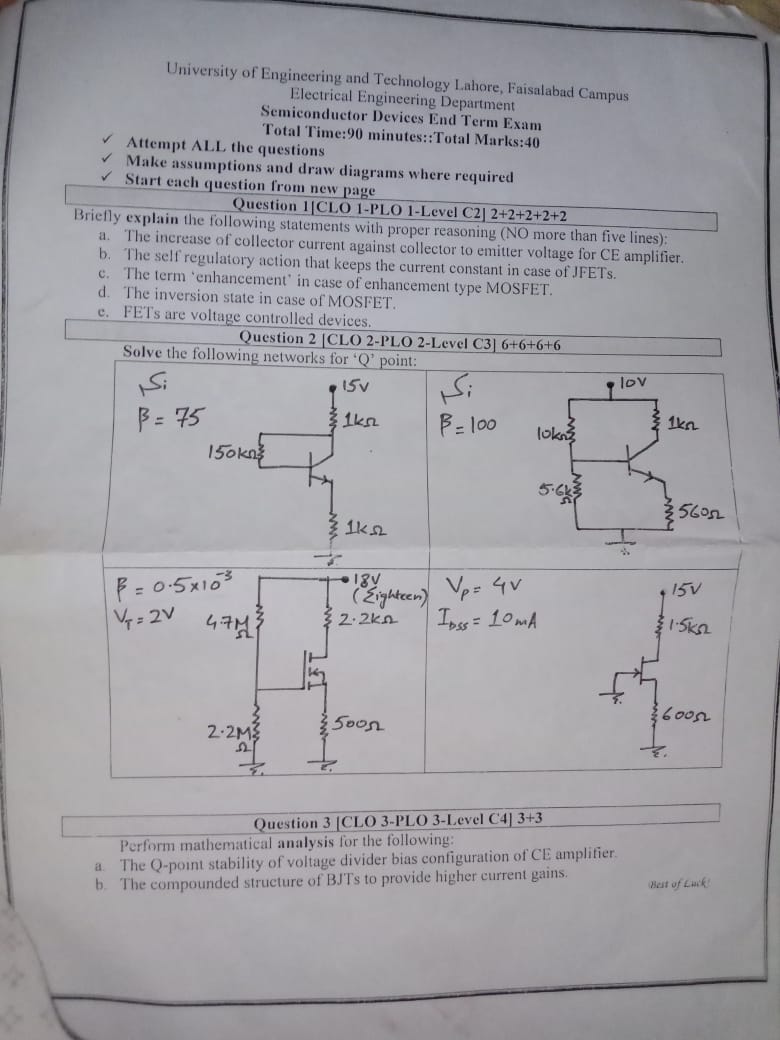 University of Engineering and Technology Lahore, Faisalabad Campus
Electrical Engineering Department
Semiconductor Devices End Term Exam
Total Time:90 minutes::Total Marks:40
✓ Attempt ALL the questions
✓ Make assumptions and draw diagrams where required
✓ Start each question from new page
Question 1[CLO 1-PLO 1-Level C2] 2+2+2+2+2
Briefly explain the following statements with proper reasoning (NO more than five lines):
a. The increase of collector current against collector to emitter voltage for CE amplifier.
b. The self regulatory action that keeps the current constant in case of JFETs.
c. The term 'enhancement' in case of enhancement type MOSFET.
d. The inversion state in case of MOSFET.
e. FETs are voltage controlled devices.
Question 2 [CLO 2-PLO 2-Level C3] 6+6+6+6
Solve the following networks for 'Q' point:
Si
β = 75
15V
1kΩ
150kΩ
1kΩ
Si
β = 100
10V
10kΩ
1kΩ
5.6kΩ
560Ω
β = 0.5x10⁻³
V_T = 2V
18V
(Eighteen)
4.7M
2.2kΩ
2.2MΩ
500Ω
V_P = 4V
I_DSS = 10mA
15V
1.5kΩ
600Ω
Question 3 [CLO 3-PLO 3-Level C4] 3+3
Perform mathematical analysis for the following:
a. The Q-point stability of voltage divider bias configuration of CE amplifier.
b. The compounded structure of BJTs to provide higher current gains.
Best of Luck!